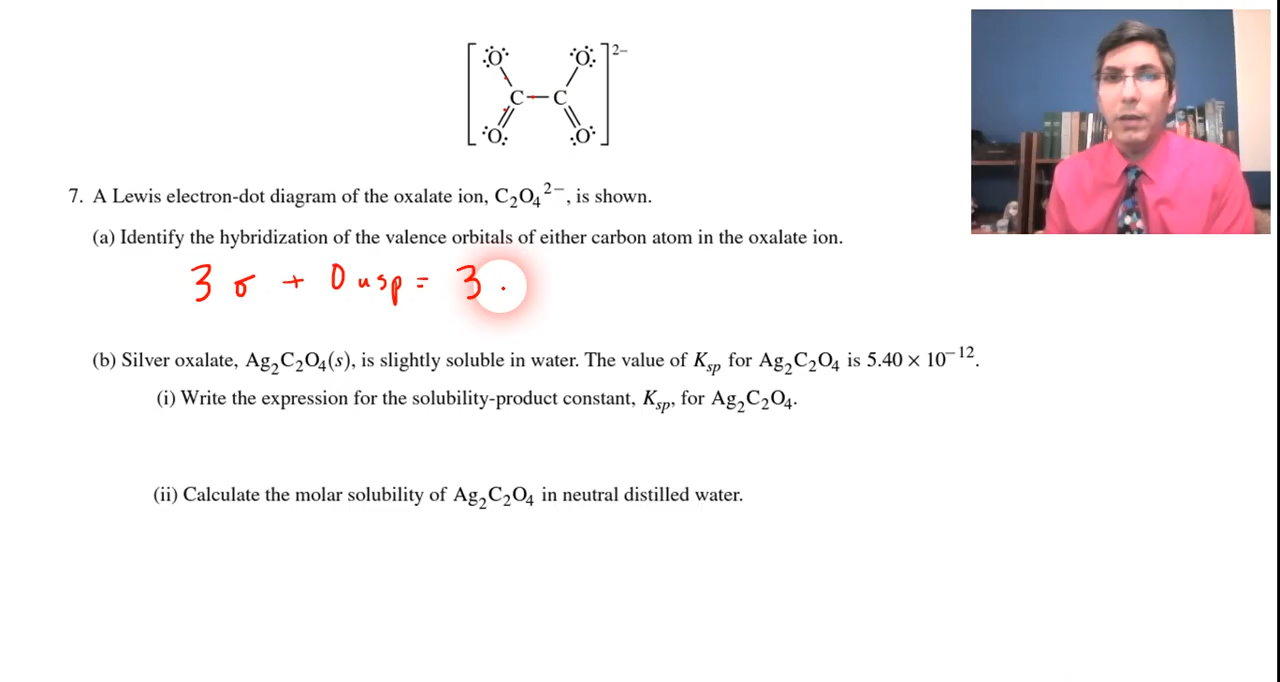 [:Ö: :Ö:]²⁻
C—C
:O: :O:
7. A Lewis electron-dot diagram of the oxalate ion, C₂O₄²⁻, is shown.
(a) Identify the hybridization of the valence orbitals of either carbon atom in the oxalate ion.
3 σ + 0 usp = 3
(b) Silver oxalate, Ag₂C₂O₄(s), is slightly soluble in water. The value of Kₛₚ for Ag₂C₂O₄ is 5.40 × 10⁻¹².
(i) Write the expression for the solubility-product constant, Kₛₚ, for Ag₂C₂O₄.
(ii) Calculate the molar solubility of Ag₂C₂O₄ in neutral distilled water.